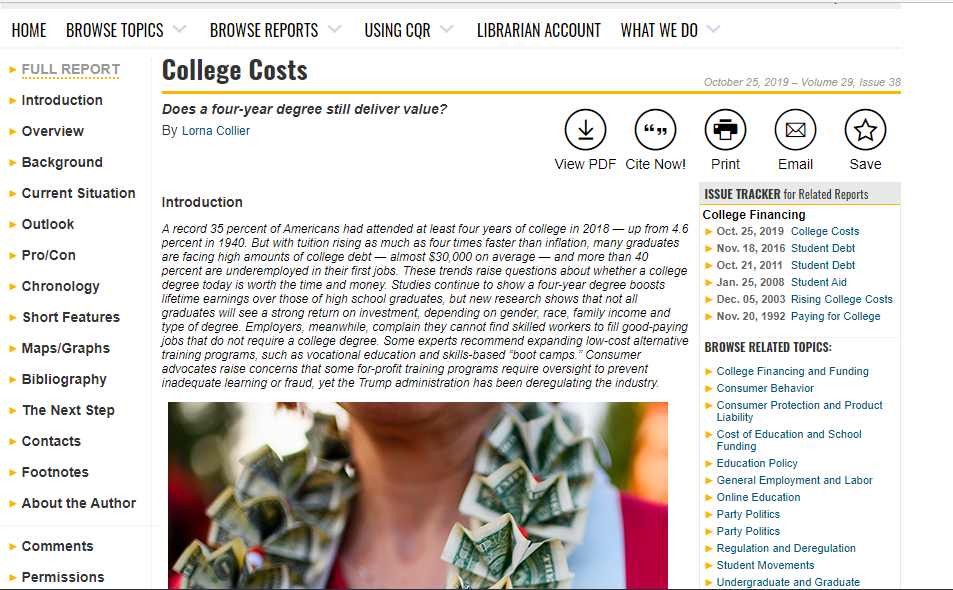 HOME BROWSE TOPICS BROWSE REPORTS USING CQR LIBRARIAN ACCOUNT WHAT WE DO
FULL REPORT
Introduction
Overview
Background
Current Situation
Outlook
Pro/Con
Chronology
Short Features
Maps/Graphs
Bibliography
The Next Step
Contacts
Footnotes
About the Author
Comments
Permissions
College Costs
October 25, 2019 – Volume 29, Issue 38
Does a four-year degree still deliver value?
By Lorna Collier
View PDF Cite Now! Print Email Save
Introduction
A record 35 percent of Americans had attended at least four years of college in 2018 — up from 4.6
percent in 1940. But with tuition rising as much as four times faster than inflation, many graduates
are facing high amounts of college debt — almost $30,000 on average — and more than 40
percent are underemployed in their first jobs. These trends raise questions about whether a college
degree today is worth the time and money. Studies continue to show a four-year degree boosts
lifetime earnings over those of high school graduates, but new research shows that not all
graduates will see a strong return on investment, depending on gender, race, family income and
type of degree. Employers, meanwhile, complain they cannot find skilled workers to fill good-paying
jobs that do not require a college degree. Some experts recommend expanding low-cost alternative
training programs, such as vocational education and skills-based “boot camps.” Consumer
advocates raise concerns that some for-profit training programs require oversight to prevent
inadequate learning or fraud, yet the Trump administration has been deregulating the industry.
ISSUE TRACKER for Related Reports
College Financing
Oct. 25, 2019 College Costs
Nov. 18, 2016 Student Debt
Oct. 21, 2011 Student Debt
Jan. 25, 2008 Student Aid
Dec. 05, 2003 Rising College Costs
Nov. 20, 1992 Paying for College
BROWSE RELATED TOPICS:
College Financing and Funding
Consumer Behavior
Consumer Protection and Product
Liability
Cost of Education and School
Funding
Education Policy
General Employment and Labor
Online Education
Party Politics
Party Politics
Regulation and Deregulation
Student Movements
Undergraduate and Graduate